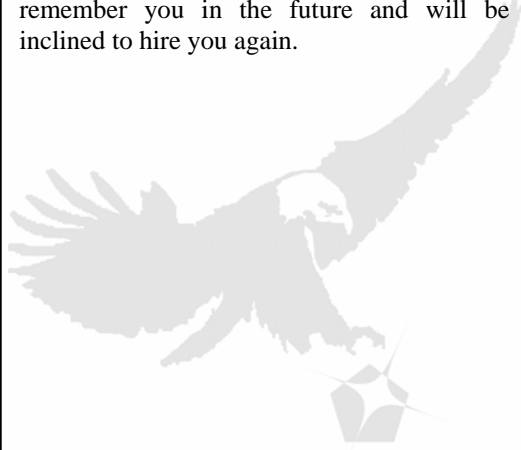 remember you in the future and will be
inclined to hire you again.